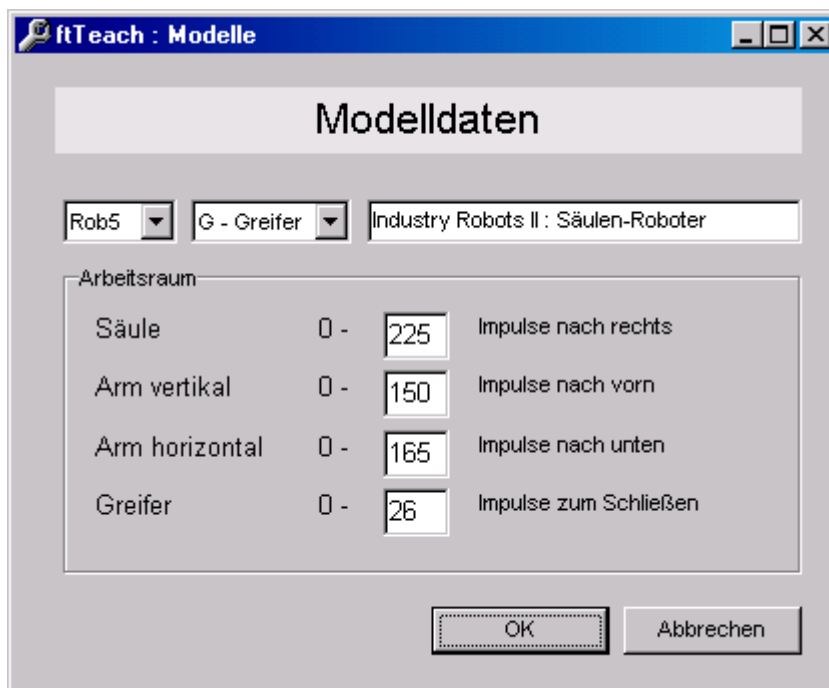 ftTeach : Modelle
Modelldaten
Rob5 G - Greifer Industry Robots II : Säulen-Roboter
Arbeitsraum
Säule 0 - 225 Impulse nach rechts
Arm vertikal 0 - 150 Impulse nach vorn
Arm horizontal 0 - 165 Impulse nach unten
Greifer 0 - 26 Impulse zum Schließen
OK Abbrechen